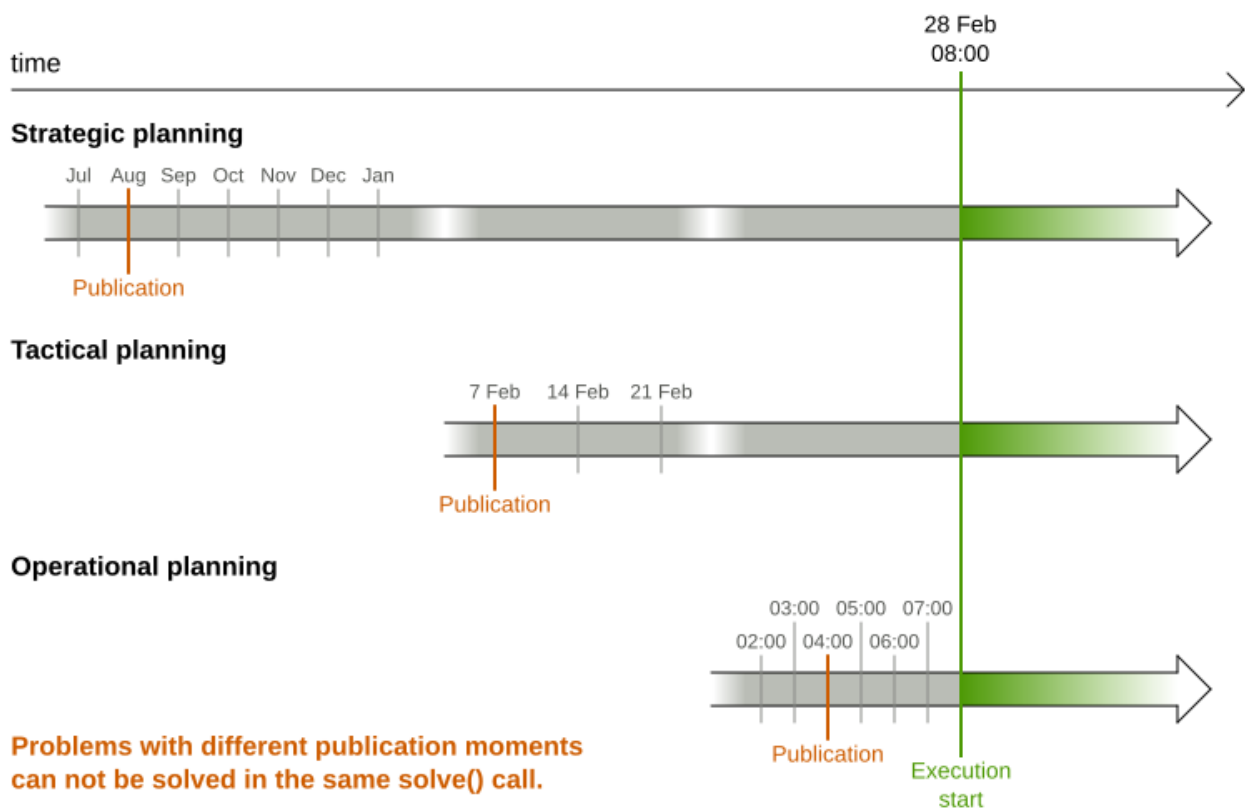 28 Feb
08:00
time
Strategic planning
Jul Aug Sep Oct Nov Dec Jan
Publication
Tactical planning
7 Feb 14 Feb 21 Feb
Publication
Operational planning
03:00 05:00 07:00
02:00 04:00 06:00
Publication
Problems with different publication moments
can not be solved in the same solve() call.
Execution
start